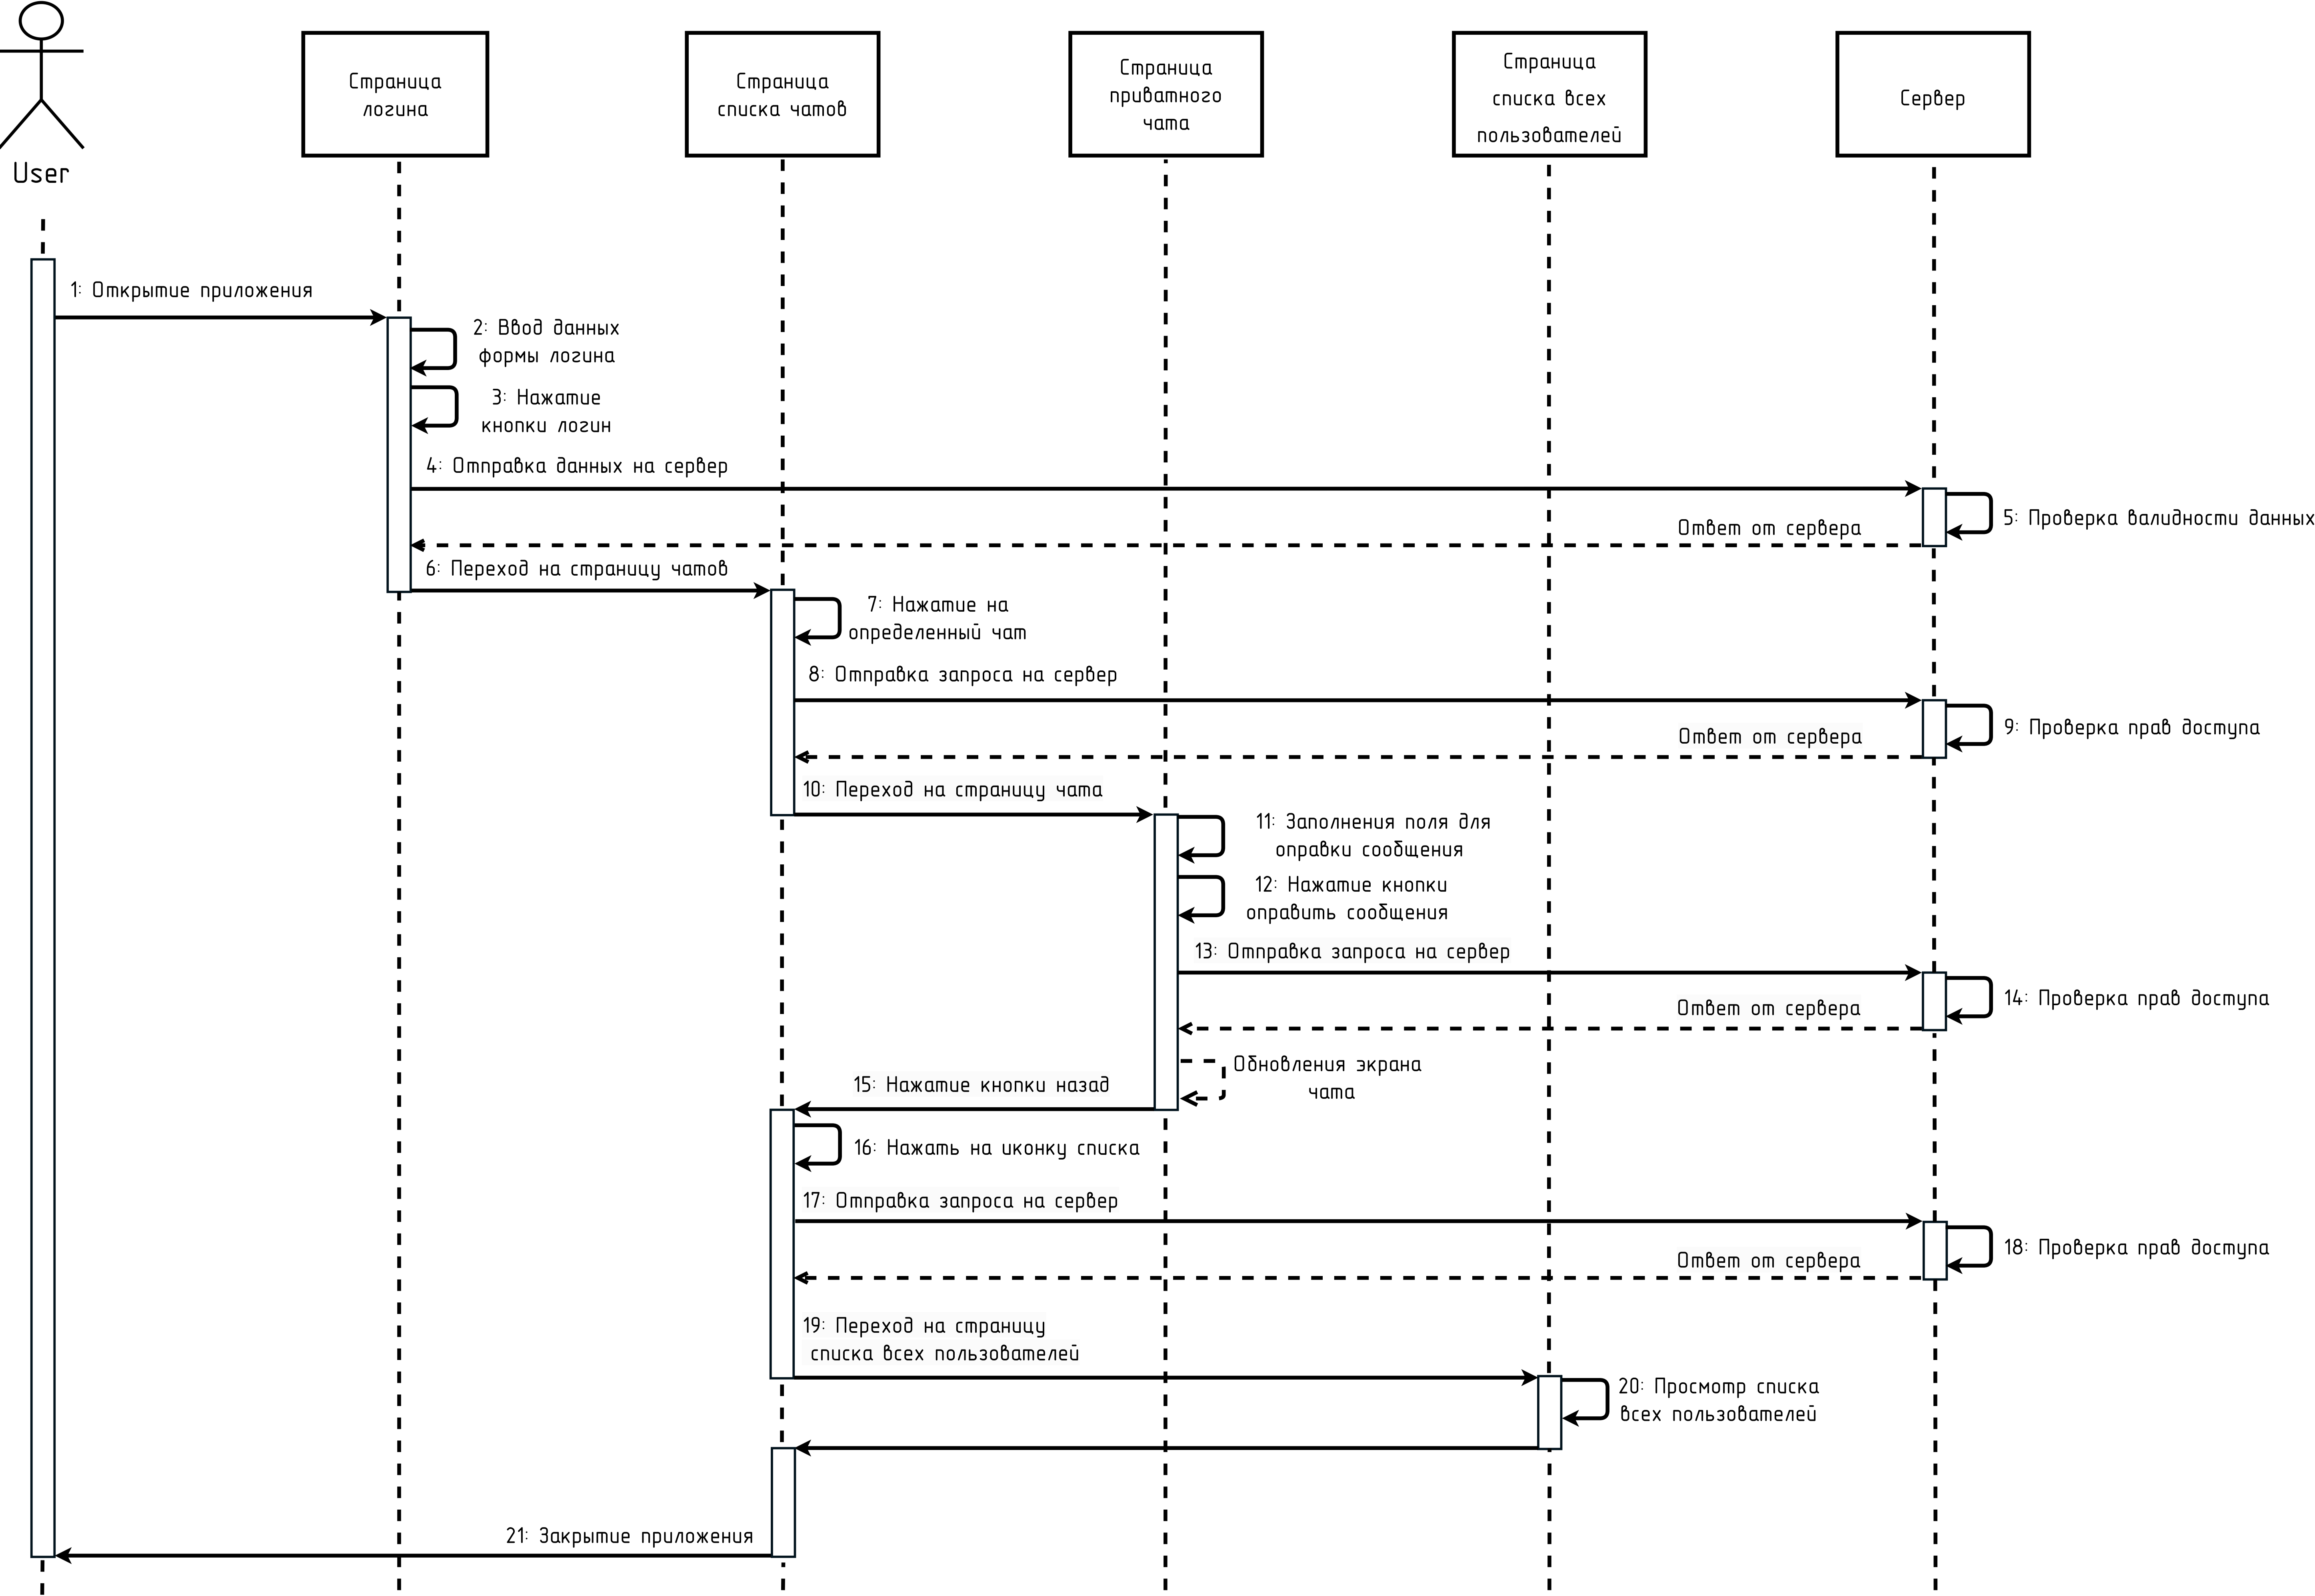 Страница
логина
Страница
списка чатов
Страница
приватного
чата
Страница
списка всех
пользователей
Сервер
User
1: Открытие приложения
2: Ввод данных
формы логина
3: Нажатие
кнопки логин
4: Отправка данных на сервер
5: Проверка валидности данных
Ответ от сервера
6: Переход на страницу чатов
7: Нажатие на
определенный чат
8: Отправка запроса на сервер
9: Проверка прав доступа
Ответ от сервера
10: Переход на страницу чата
11: Заполнения поля для
оправки сообщения
12: Нажатие кнопки
оправить сообщения
13: Отправка запроса на сервер
14: Проверка прав доступа
Ответ от сервера
Обновления экрана
чата
15: Нажатие кнопки назад
16: Нажать на иконку списка
17: Отправка запроса на сервер
18: Проверка прав доступа
Ответ от сервера
19: Переход на страницу
списка всех пользователей
20: Просмотр списка
всех пользователей
21: Закрытие приложения